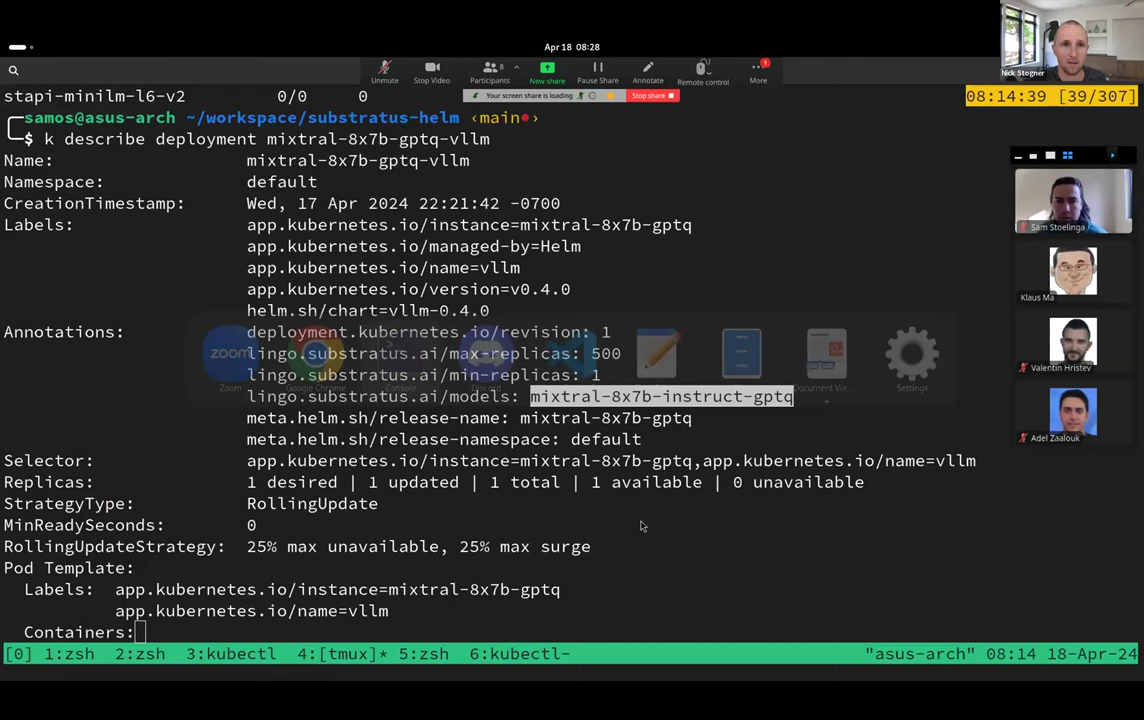 Apr 18 08:28
Nick Stogner
Unmute
Stop Video
Participants
8
New share
Pause Share
Annotate
Remote control
More
1
Your screen share is loading
Stop share
stapi-minilm-l6-v2 0/0 0
08:14:39 [39/307]
samos@asus-arch ~/workspace/substratus-helm ‹main●›
$ k describe deployment mixtral-8x7b-gptq-vllm
Name: mixtral-8x7b-gptq-vllm
Namespace: default
CreationTimestamp: Wed, 17 Apr 2024 22:21:42 -0700
Labels: app.kubernetes.io/instance=mixtral-8x7b-gptq
app.kubernetes.io/managed-by=Helm
app.kubernetes.io/name=vllm
app.kubernetes.io/version=v0.4.0
helm.sh/chart=vllm-0.4.0
Annotations: deployment.kubernetes.io/revision: 1
lingo.substratus.ai/max-replicas: 500
lingo.substratus.ai/min-replicas: 1
lingo.substratus.ai/models: mixtral-8x7b-instruct-gptq
meta.helm.sh/release-name: mixtral-8x7b-gptq
meta.helm.sh/release-namespace: default
Selector: app.kubernetes.io/instance=mixtral-8x7b-gptq,app.kubernetes.io/name=vllm
Replicas: 1 desired | 1 updated | 1 total | 1 available | 0 unavailable
StrategyType: RollingUpdate
MinReadySeconds: 0
RollingUpdateStrategy: 25% max unavailable, 25% max surge
Pod Template:
Labels: app.kubernetes.io/instance=mixtral-8x7b-gptq
app.kubernetes.io/name=vllm
Containers:
[0] 1:zsh 2:zsh 3:kubectl 4:[tmux]* 5:zsh 6:kubectl-
"asus-arch" 08:14 18-Apr-24
zoom
Zoom
Google Chrome
Console
Discord
Document Vie...
Settings
Sam Stoelinga
Klaus Ma
Valentin Hristev
Adel Zaalouk